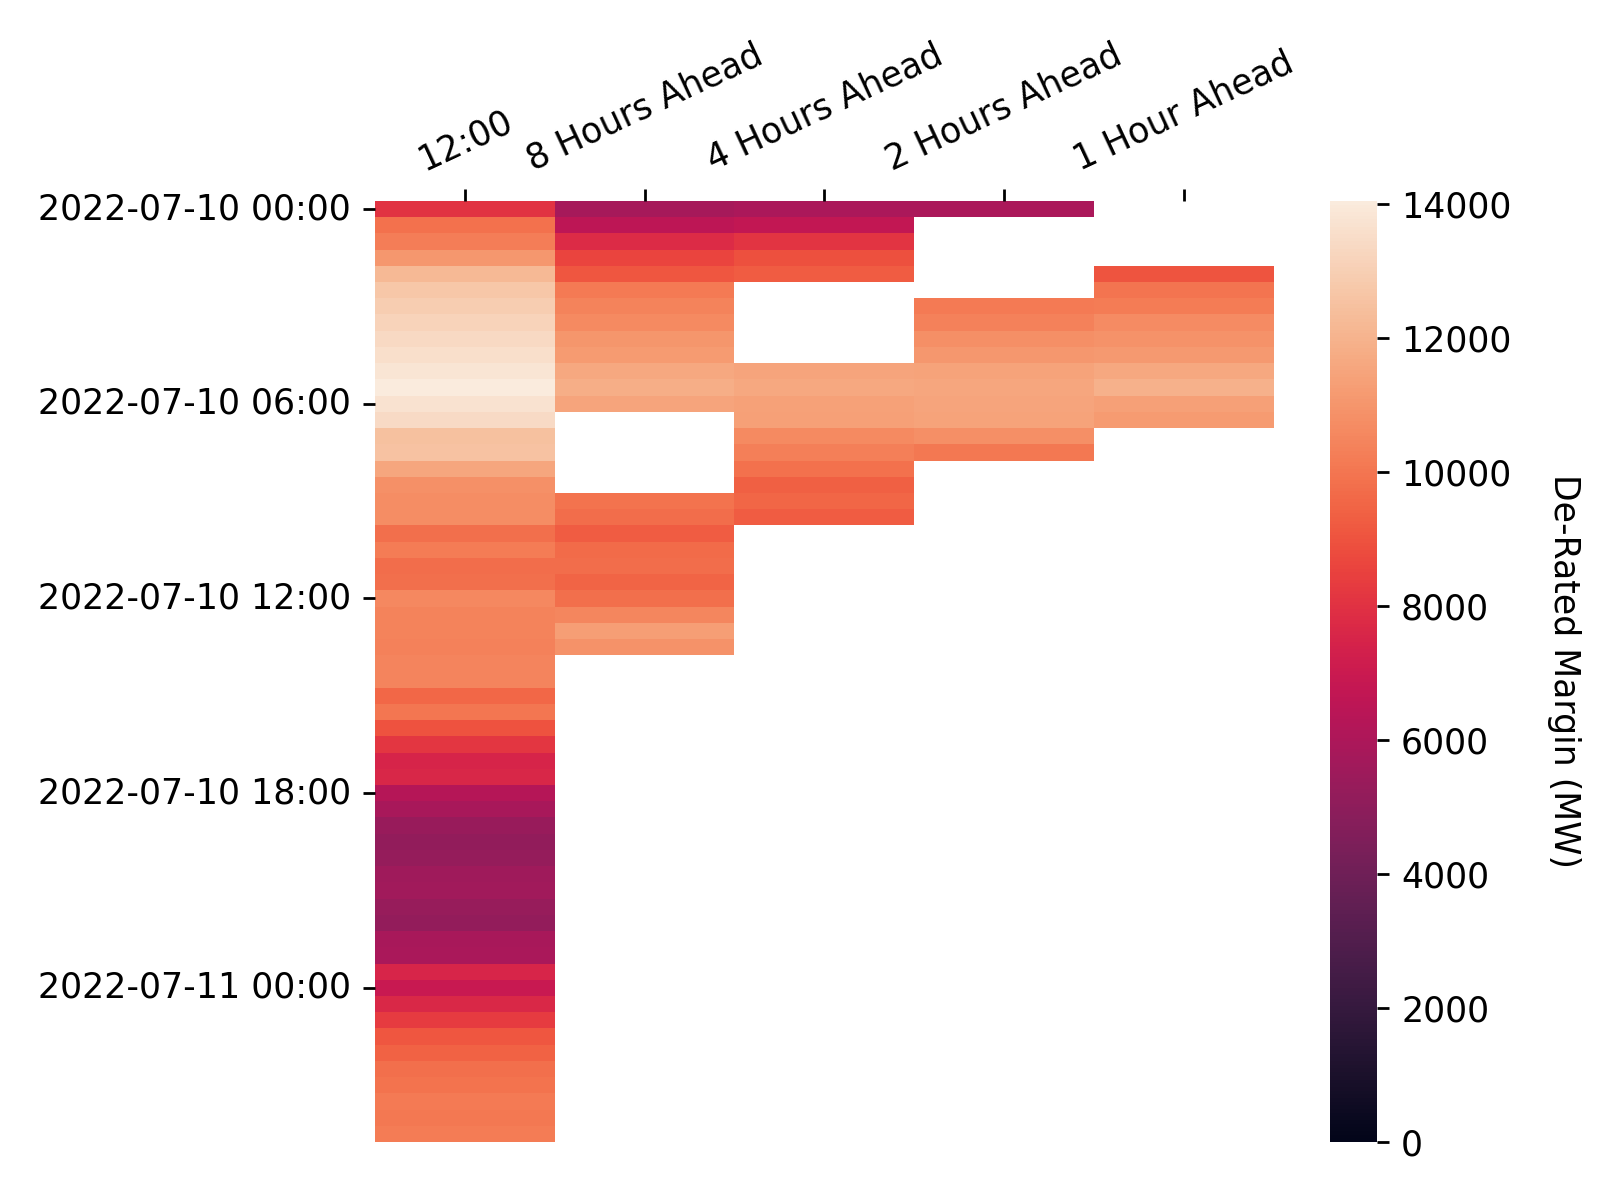 12:00
8 Hours Ahead
4 Hours Ahead
2 Hours Ahead
1 Hour Ahead
2022-07-10 00:00
2022-07-10 06:00
2022-07-10 12:00
2022-07-10 18:00
2022-07-11 00:00
14000
12000
10000
8000
6000
4000
2000
0
De-Rated Margin (MW)